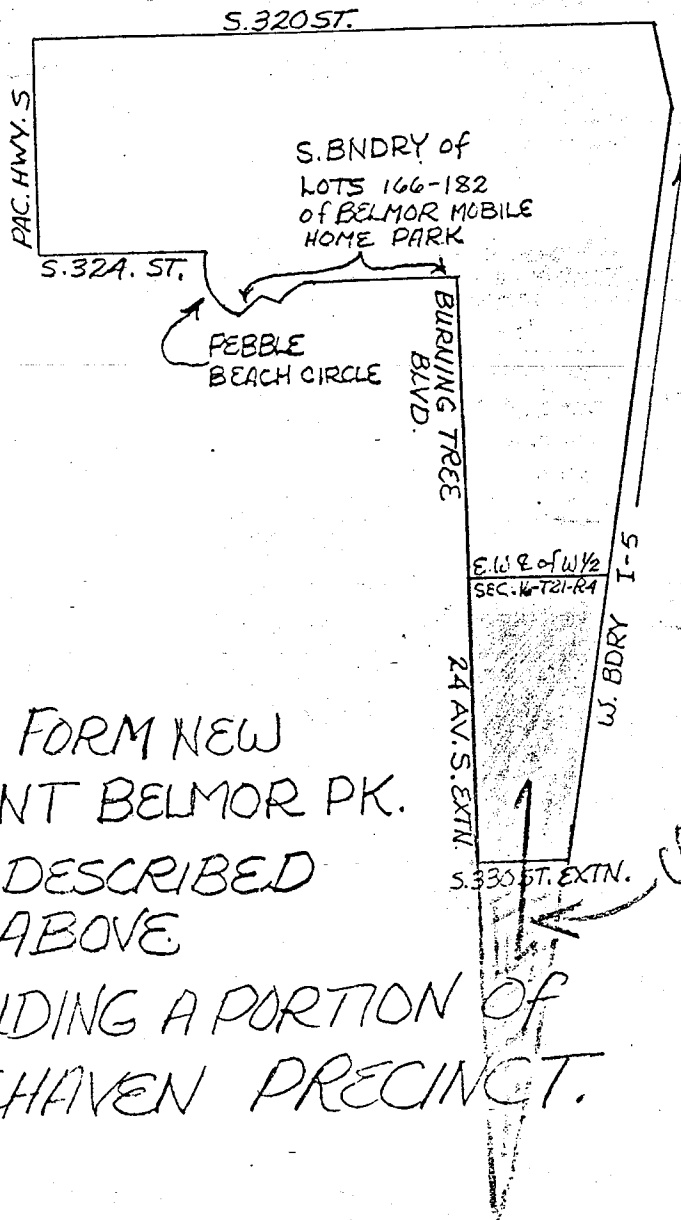 S. 320 ST.
PAC. HWY. S
S. BNDRY of
LOTS 166-182
of BELMOR MOBILE
HOME PARK
S. 324. ST.
PEBBLE
BEACH CIRCLE
BURNING TREE
BLVD.
E.W ¢ of W ½
SEC. 16-T21-R4
I-5
W. BDRY
24 AV. S. EXTN.
S. 330 ST. EXTN.
FORM NEW
NT BELMOR PK.
DESCRIBED
ABOVE
LDING A PORTION Of
HAVEN PRECINCT.